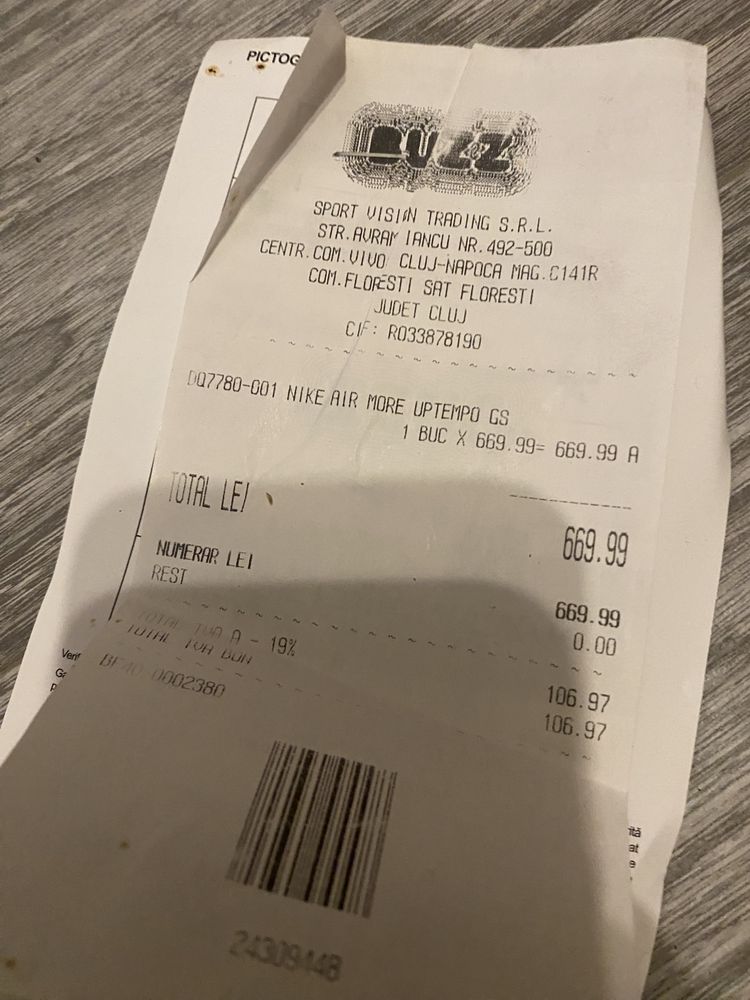 PICTOG
BUZZ
SPORT VISION TRADING S.R.L.
STR.AVRAM IANCU NR.492-500
CENTR.COM.VIVO CLUJ-NAPOCA MAG.C141R
COM.FLORESTI SAT FLORESTI
JUDET CLUJ
CIF: RO33878190
DQ7780-001 NIKE AIR MORE UPTEMPO GS
1 BUC X 669.99= 669.99 A
TOTAL LEI 669.99
NUMERAR LEI 669.99
REST 0.00
TOTAL TVA A - 19% 106.97
TOTAL TVA BON 106.97
0002380
24309448